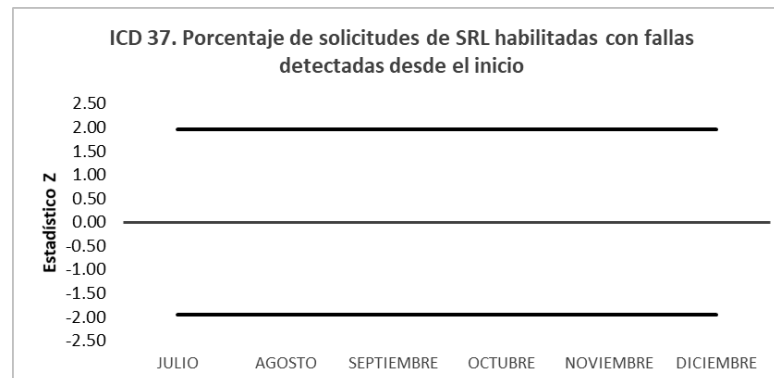 ICD 37. Porcentaje de solicitudes de SRL habilitadas con fallas
detectadas desde el inicio
Estadístico Z
2.50
2.00
1.50
1.00
0.50
0.00
-0.50
-1.00
-1.50
-2.00
-2.50
JULIO AGOSTO SEPTIEMBRE OCTUBRE NOVIEMBRE DICIEMBRE